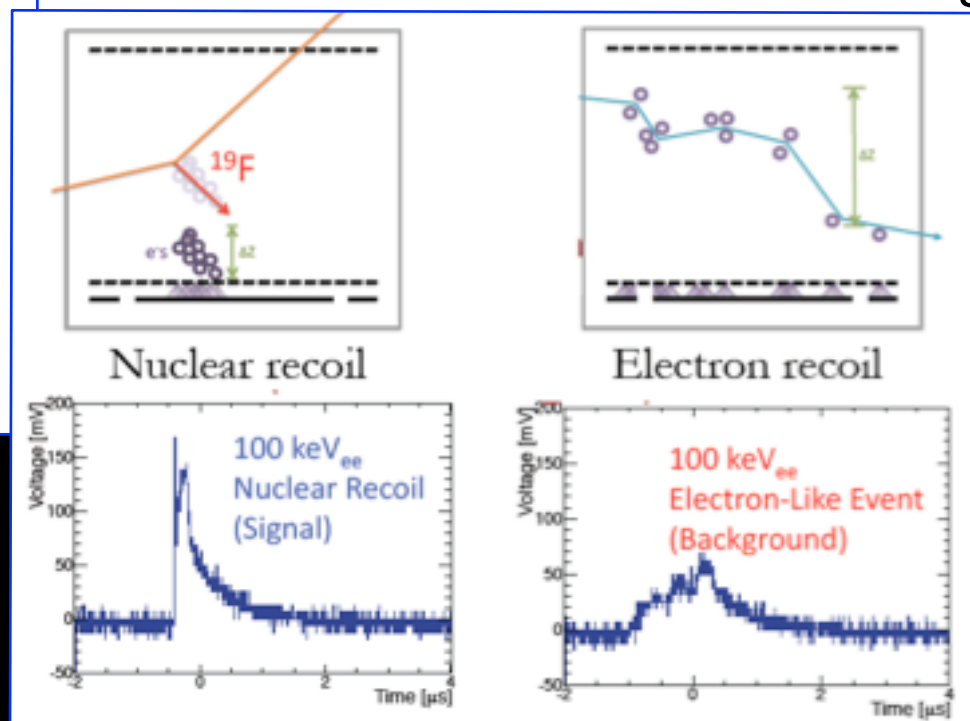 19F
e-s
ΔZ
ΔZ
Nuclear recoil
Electron recoil
Voltage [mV]
200
150
100
50
0
-50
-2
0
2
4
Time [μs]
100 keVee
Nuclear Recoil
(Signal)
Voltage [mV]
200
150
100
50
0
-50
-2
0
2
4
Time [μs]
100 keVee
Electron-Like Event
(Background)